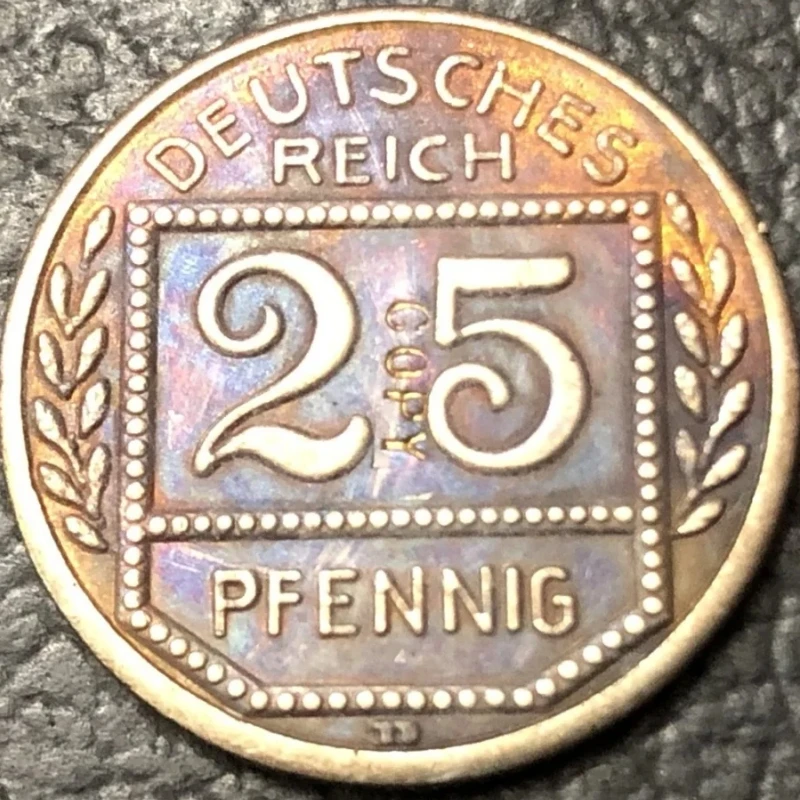 DEUTSCHES
REICH
25
COPY
PFENNIG